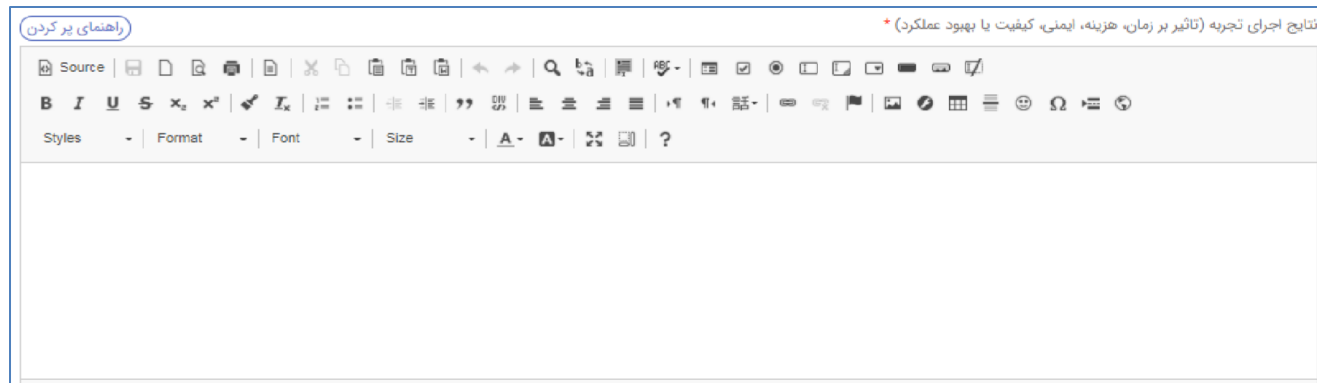 نتایج اجرای تجربه (تاثیر بر زمان، هزینه، ایمنی، کیفیت یا بهبود عملکرد) *
راهنمای پر کردن
Source
Styles Format Font Size